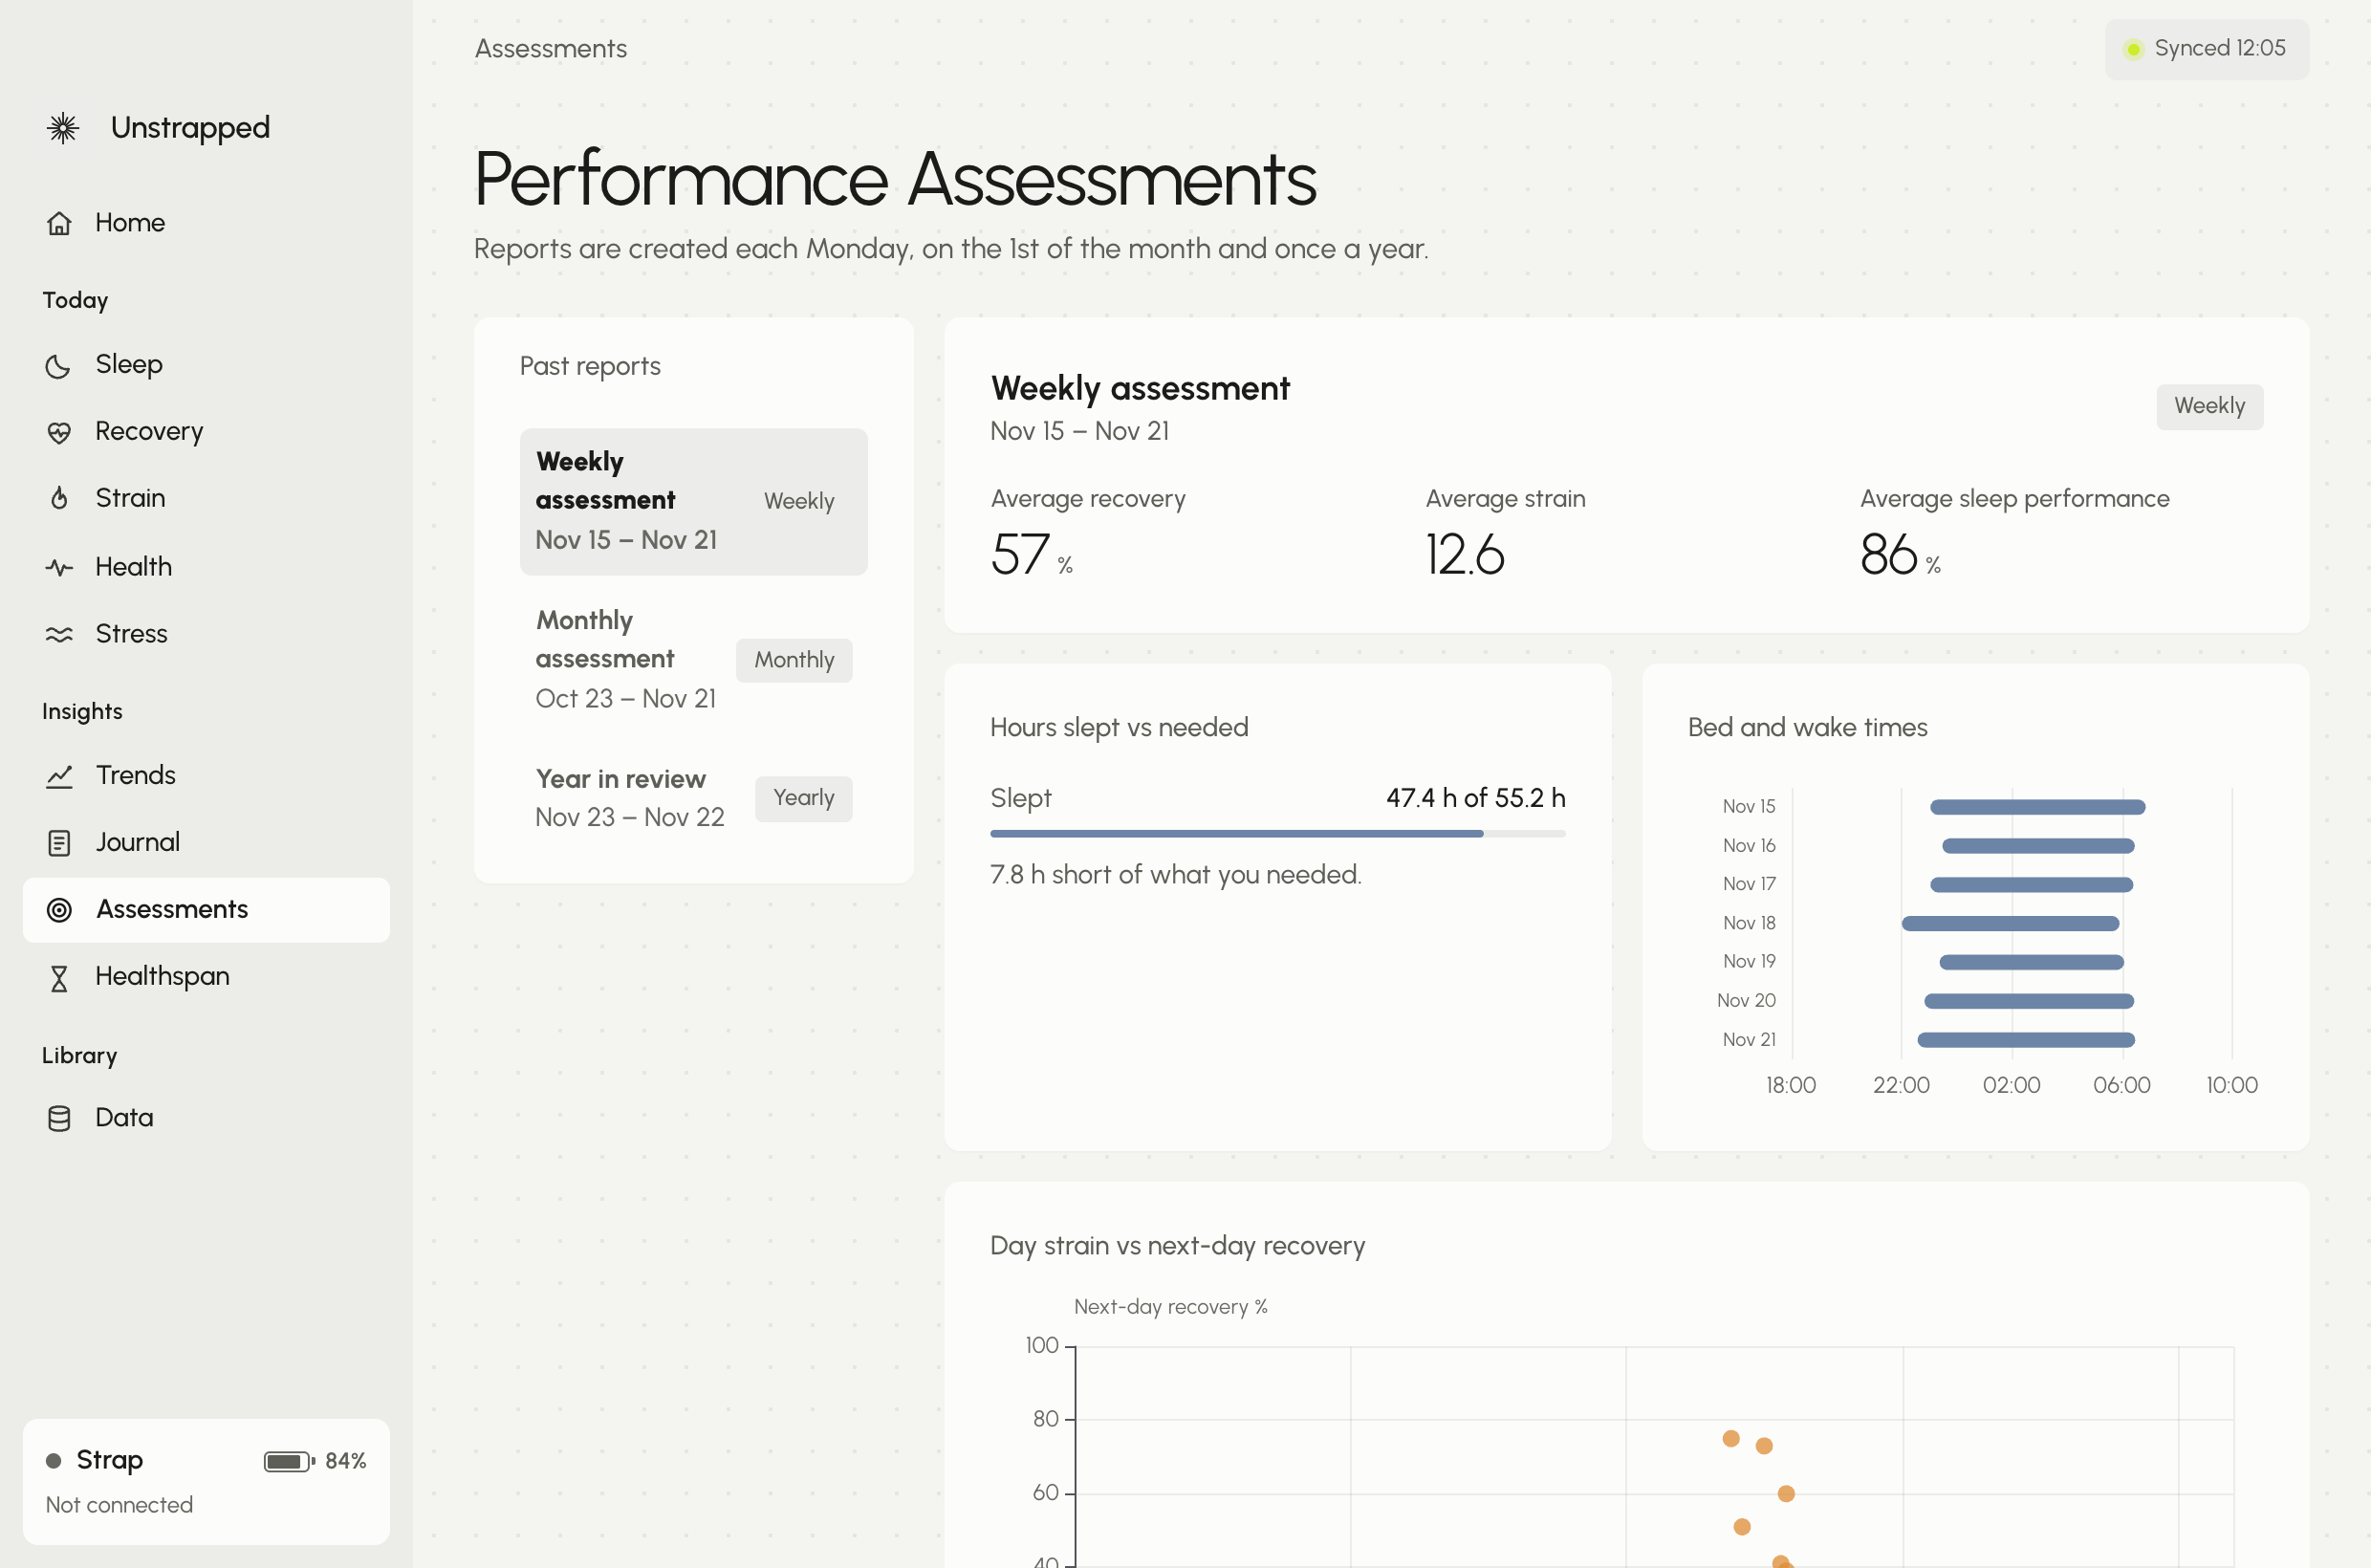 Unstrapped
Home
Today
Sleep
Recovery
Strain
Health
Stress
Insights
Trends
Journal
Assessments
Healthspan
Library
Data
Strap
84%
Not connected
Assessments
Synced 12:05
Performance Assessments
Reports are created each Monday, on the 1st of the month and once a year.
Past reports
Weekly
assessment
Weekly
Nov 15 – Nov 21
Monthly
assessment
Monthly
Oct 23 – Nov 21
Year in review
Yearly
Nov 23 – Nov 22
Weekly assessment
Nov 15 – Nov 21
Weekly
Average recovery
57 %
Average strain
12.6
Average sleep performance
86 %
Hours slept vs needed
Slept
47.4 h of 55.2 h
7.8 h short of what you needed.
Bed and wake times
Nov 15
Nov 16
Nov 17
Nov 18
Nov 19
Nov 20
Nov 21
18:00 22:00 02:00 06:00 10:00
Day strain vs next-day recovery
Next-day recovery %
100
80
60
40